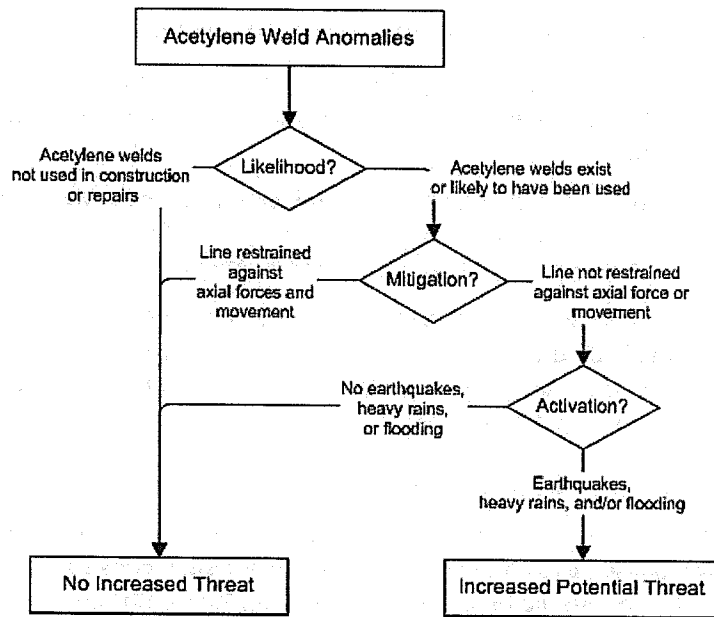 Acetylene Weld Anomalies
Likelihood?
Acetylene welds
not used in construction
or repairs
Acetylene welds exist
or likely to have been used
Mitigation?
Line restrained
against
axial forces and
movement
Line not restrained
against axial force or
movement
Activation?
No earthquakes,
heavy rains,
or flooding
Earthquakes,
heavy rains, and/or flooding
No Increased Threat
Increased Potential Threat